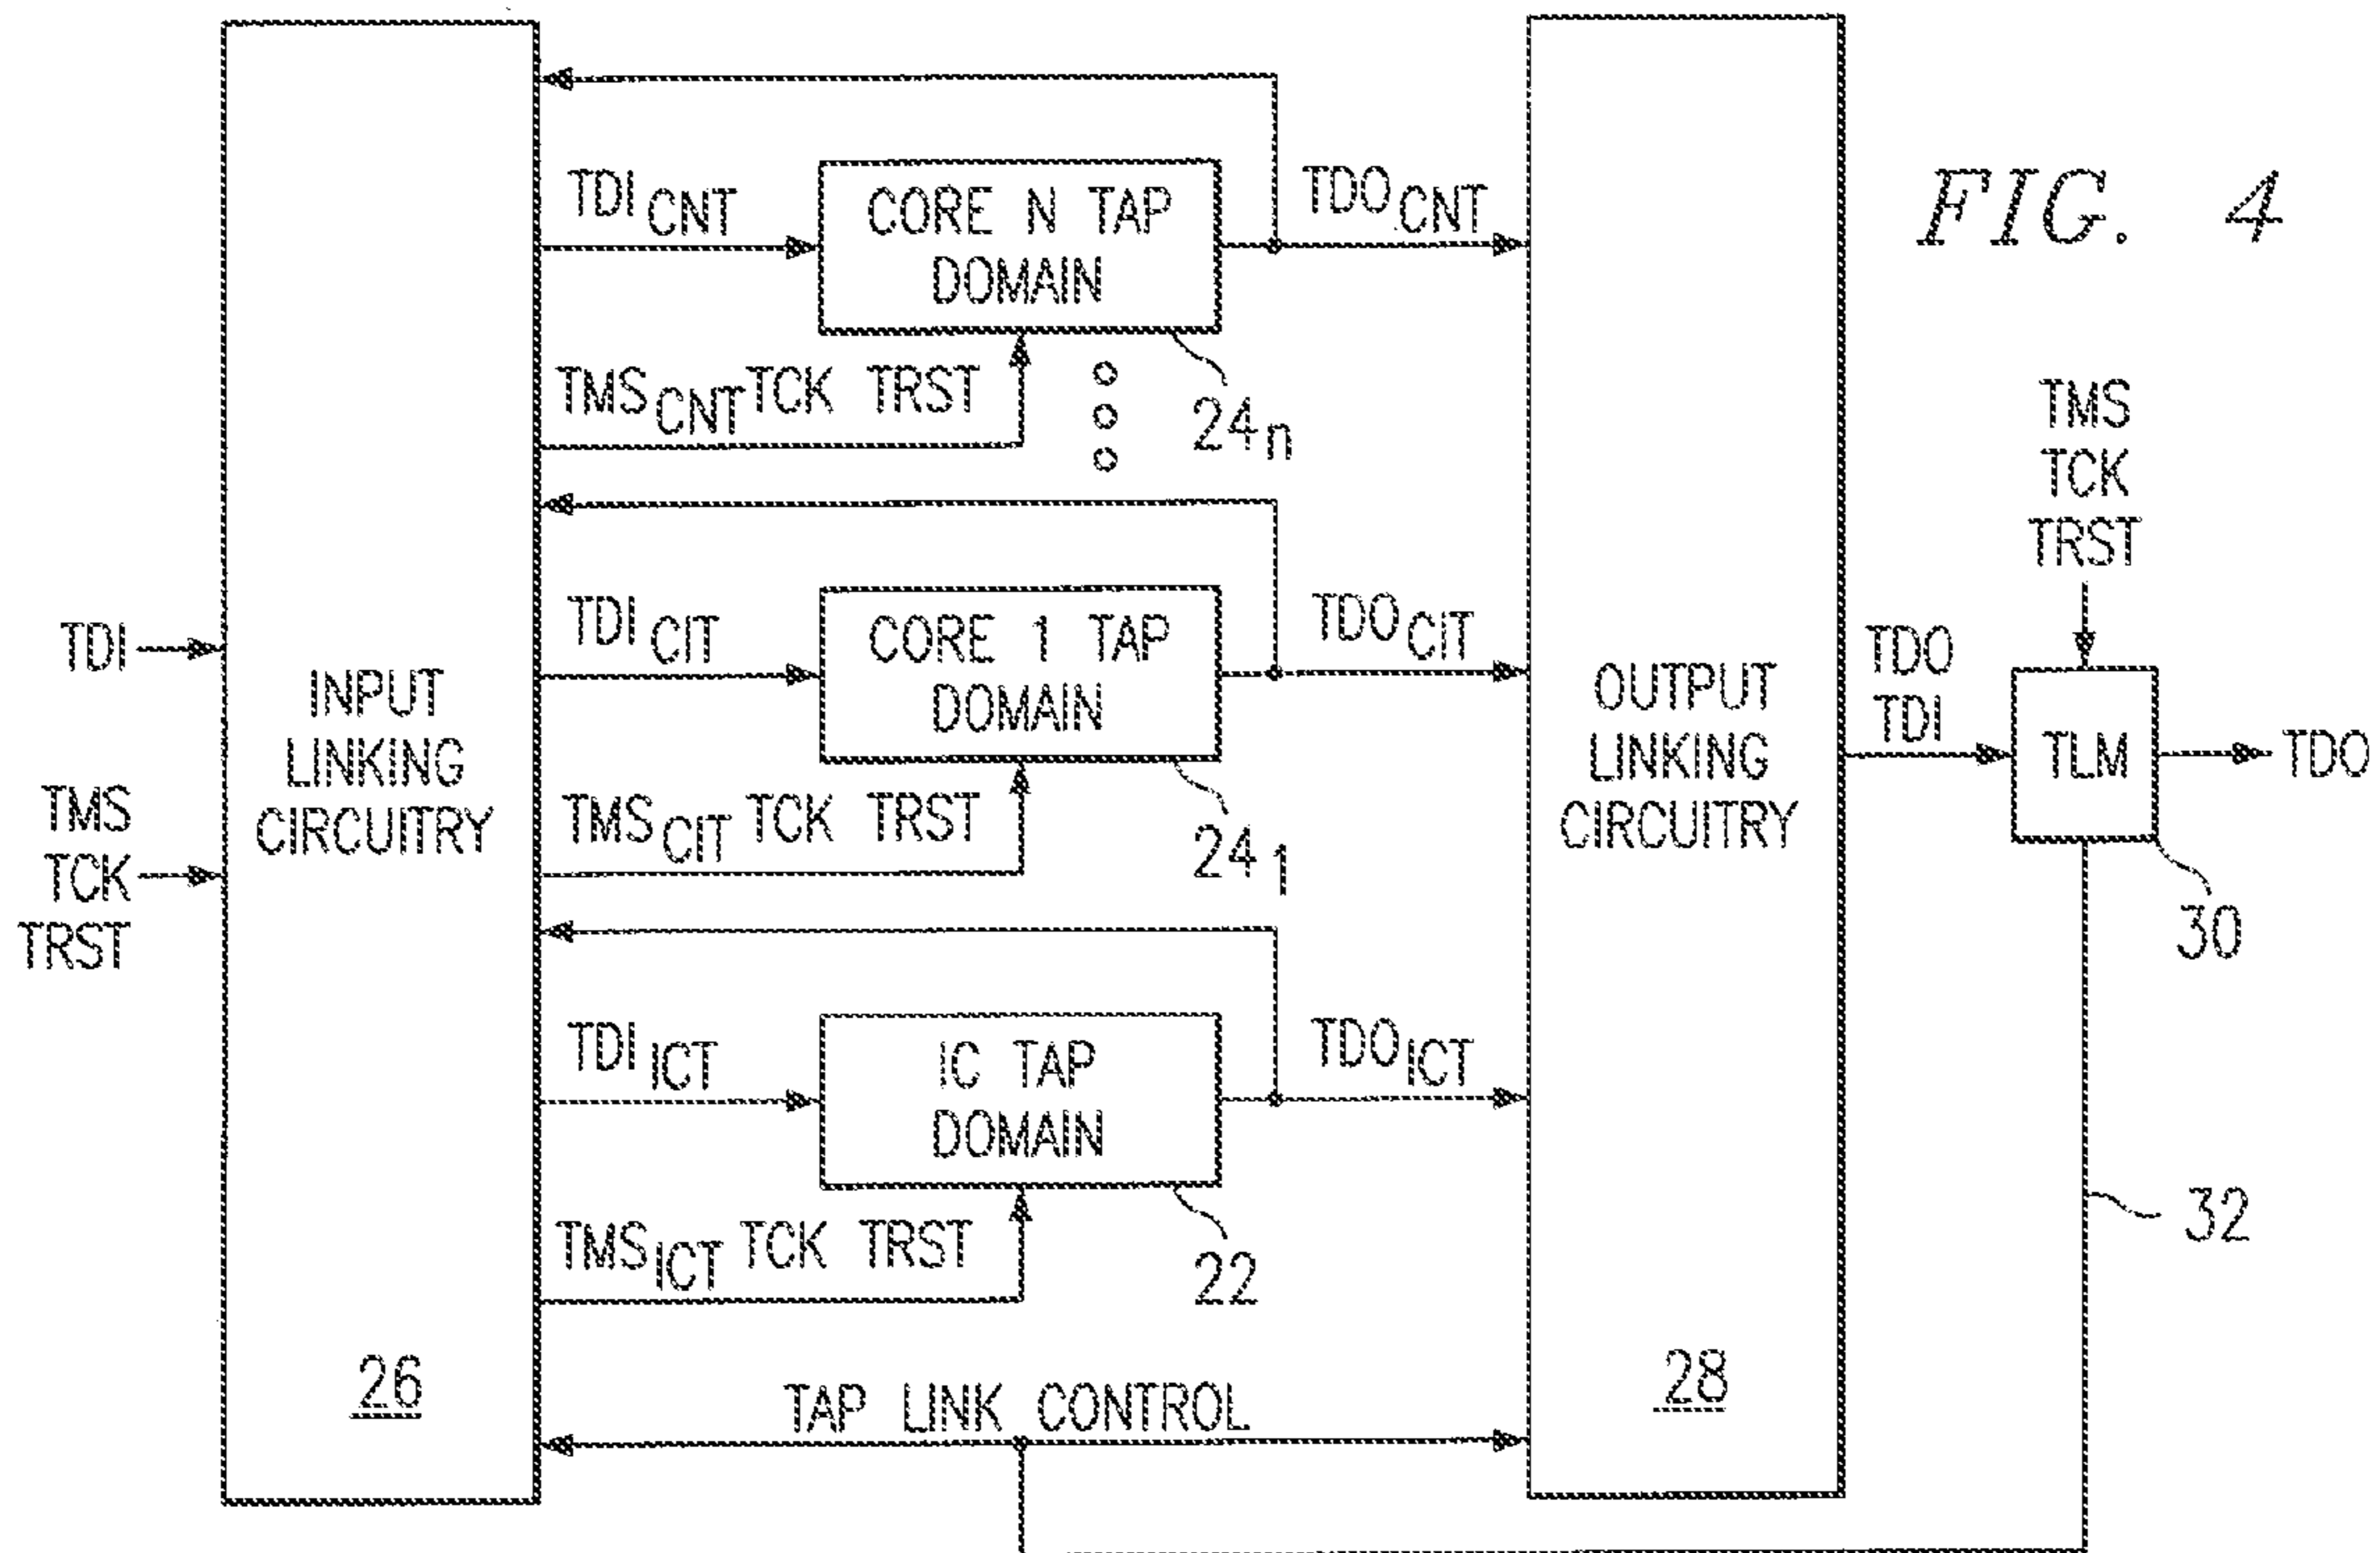 FIG. 4
TDI CNT
CORE N TAP
DOMAIN
TDO CNT
TMS CNT TCK TRST
24n
TMS
TCK
TRST
TDI
TDI CIT
CORE 1 TAP
DOMAIN
TDO CIT
INPUT
LINKING
CIRCUITRY
OUTPUT
LINKING
CIRCUITRY
TDO
TDI
TLM
TDO
TMS
TCK
TRST
TMS CIT TCK TRST
24 1
30
TDI ICT
IC TAP
DOMAIN
TDO ICT
TMS ICT TCK TRST
22
32
26
TAP LINK CONTROL
28